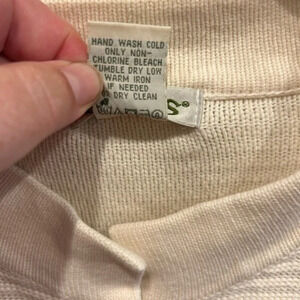 HAND WASH COLD
ONLY NON-
CHLORINE BLEACH
TUMBLE DRY LOW
WARM IRON
IF NEEDED
DRY CLEAN
S®